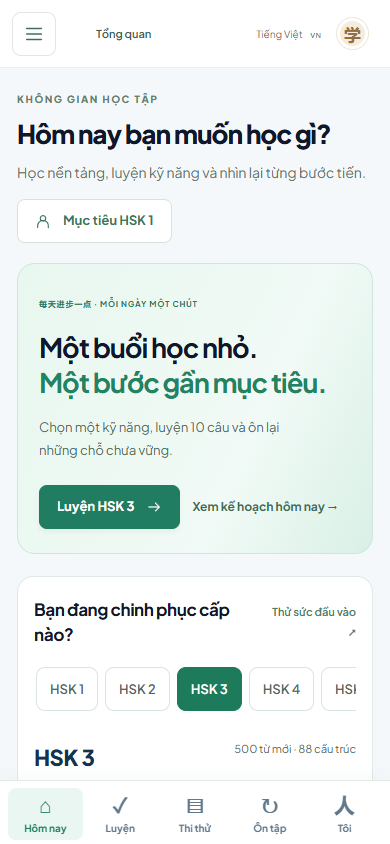 Tổng quan
Tiếng Việt VN
学
KHÔNG GIAN HỌC TẬP
Hôm nay bạn muốn học gì?
Học nền tảng, luyện kỹ năng và nhìn lại từng bước tiến.
Mục tiêu HSK 1
每天进步一点 · MỖI NGÀY MỘT CHÚT
Một buổi học nhỏ.
Một bước gần mục tiêu.
Chọn một kỹ năng, luyện 10 câu và ôn lại
những chỗ chưa vững.
Luyện HSK 3 →
Xem kế hoạch hôm nay →
Bạn đang chinh phục cấp
nào?
Thử sức đầu vào
↗
HSK 1
HSK 2
HSK 3
HSK 4
HSK 3
500 từ mới · 88 cấu trúc
Hôm nay
Luyện
Thi thử
Ôn tập
人
Tôi